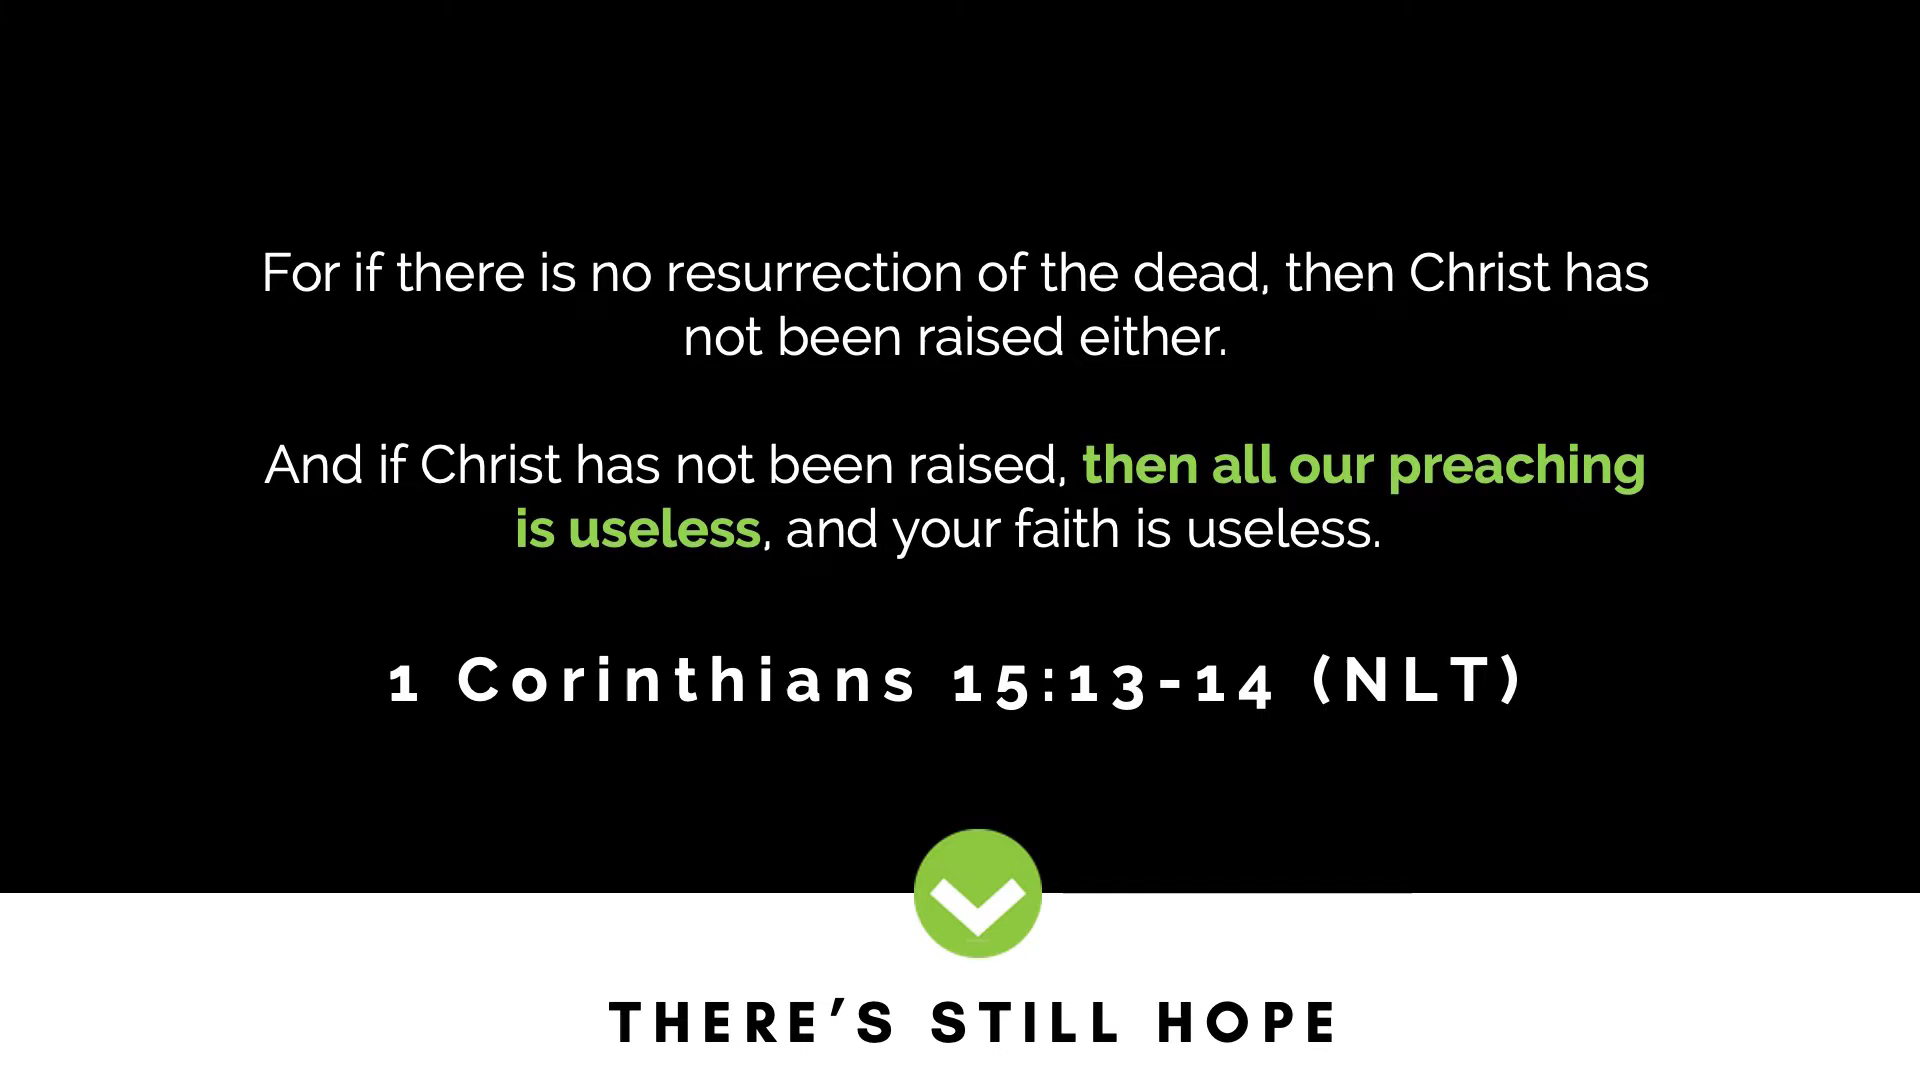 For if there is no resurrection of the dead, then Christ has
not been raised either.
And if Christ has not been raised, then all our preaching
is useless, and your faith is useless.
1 Corinthians 15:13-14 (NLT)
THERE’S STILL HOPE